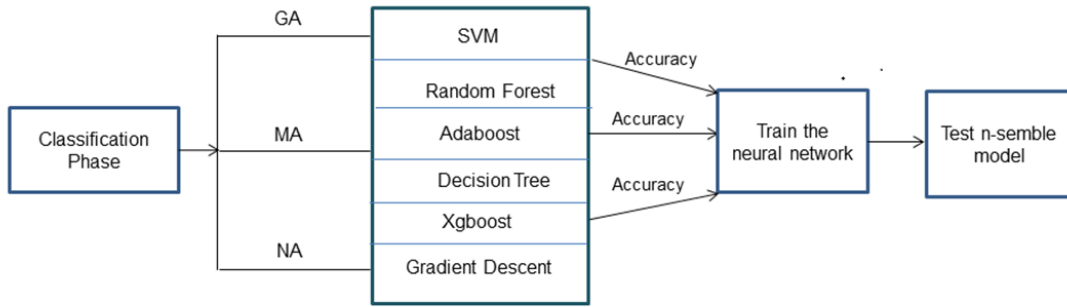 Classification
Phase
GA
MA
NA
SVM
Random Forest
Adaboost
Decision Tree
Xgboost
Gradient Descent
Accuracy
Accuracy
Accuracy
Train the
neural network
Test n-semble
model